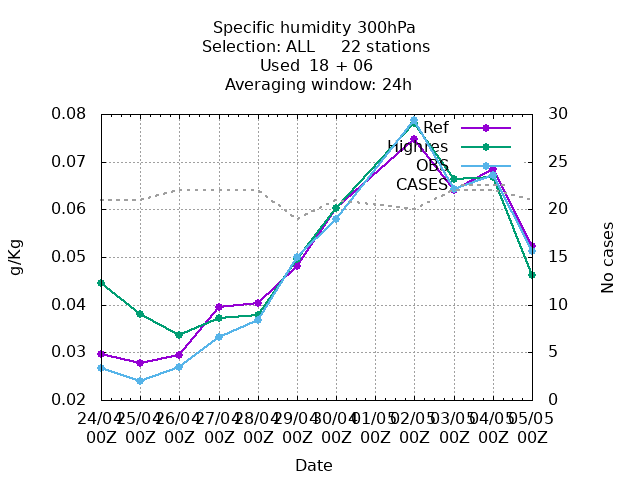 Specific humidity 300hPa
Selection: ALL 22 stations
Used 18 + 06
Averaging window: 24h
0.08
0.07
0.06
0.05
0.04
0.03
0.02
g/Kg
Ref
Highres
OBS
CASES
30
25
20
15
10
5
0
No cases
24/04 25/04 26/04 27/04 28/04 29/04 30/04 01/05 02/05 03/05 04/05 05/05
00Z 00Z 00Z 00Z 00Z 00Z 00Z 00Z 00Z 00Z 00Z 00Z
Date